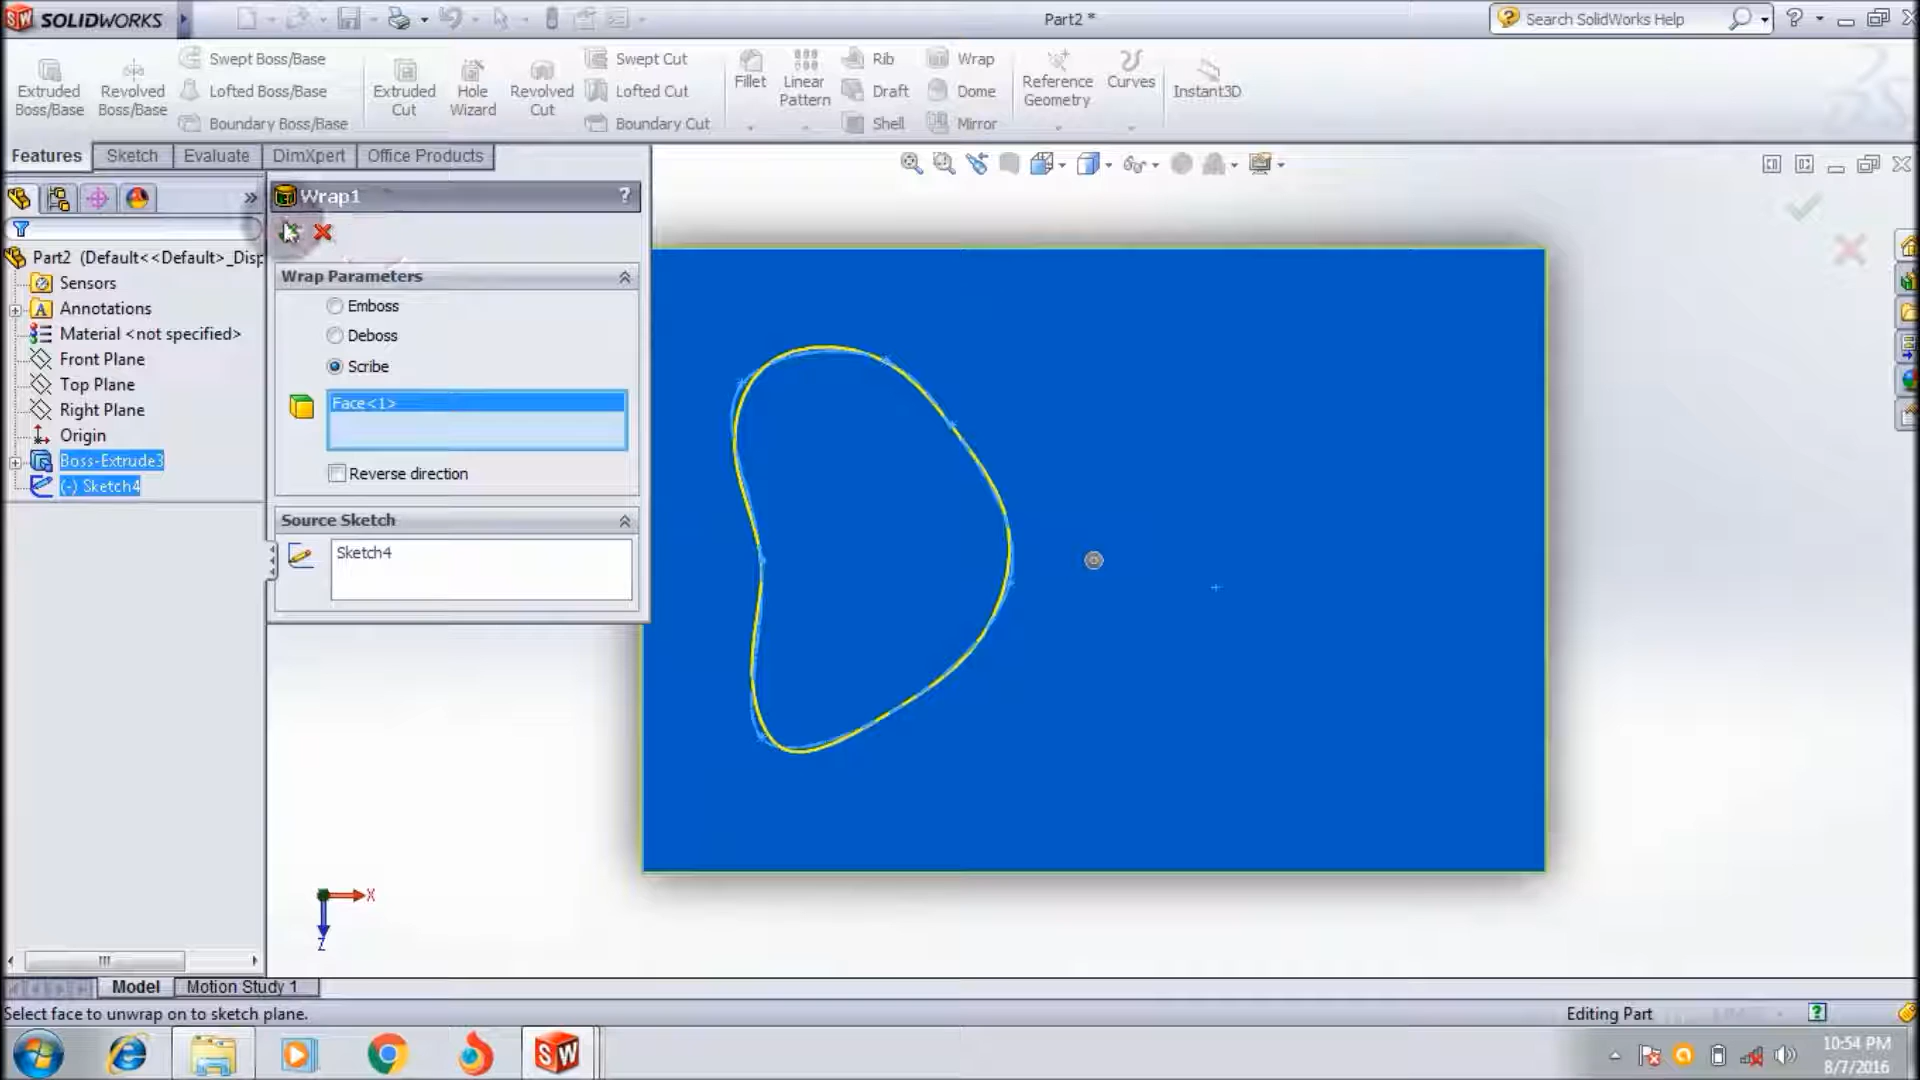 SW SOLIDWORKS
Part2 *
Search SolidWorks Help
Extruded Boss/Base
Revolved Boss/Base
Swept Boss/Base
Lofted Boss/Base
Boundary Boss/Base
Extruded Cut
Hole Wizard
Revolved Cut
Swept Cut
Lofted Cut
Boundary Cut
Fillet
Linear Pattern
Rib
Draft
Shell
Wrap
Dome
Mirror
Reference Geometry
Curves
Instant3D
Features
Sketch
Evaluate
DimXpert
Office Products
Wrap1
?
Wrap Parameters
Emboss
Deboss
Scribe
Face<1>
Reverse direction
Source Sketch
Sketch4
Part2 (Default<<Default>_Disp
Sensors
A Annotations
Material <not specified>
Front Plane
Top Plane
Right Plane
Origin
Boss-Extrude3
(-) Sketch4
X
Z
Model
Motion Study 1
Select face to unwrap on to sketch plane.
Editing Part
?
SW
10:54 PM
8/7/2016